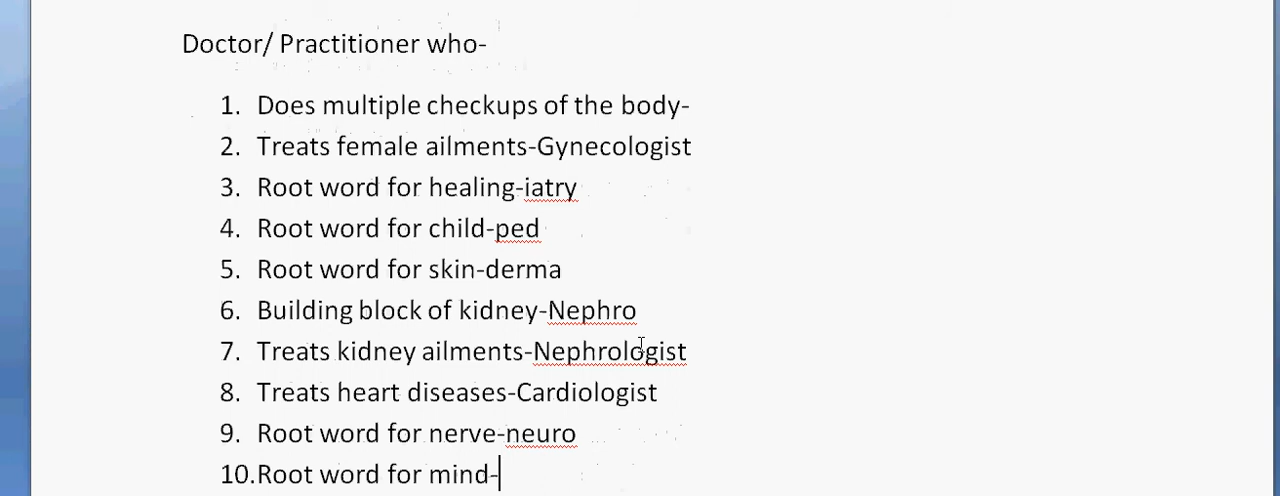 Doctor/ Practitioner who-
1. Does multiple checkups of the body-
2. Treats female ailments-Gynecologist
3. Root word for healing-iatry
4. Root word for child-ped
5. Root word for skin-derma
6. Building block of kidney-Nephro
7. Treats kidney ailments-Nephrologist
8. Treats heart diseases-Cardiologist
9. Root word for nerve-neuro
10.Root word for mind-